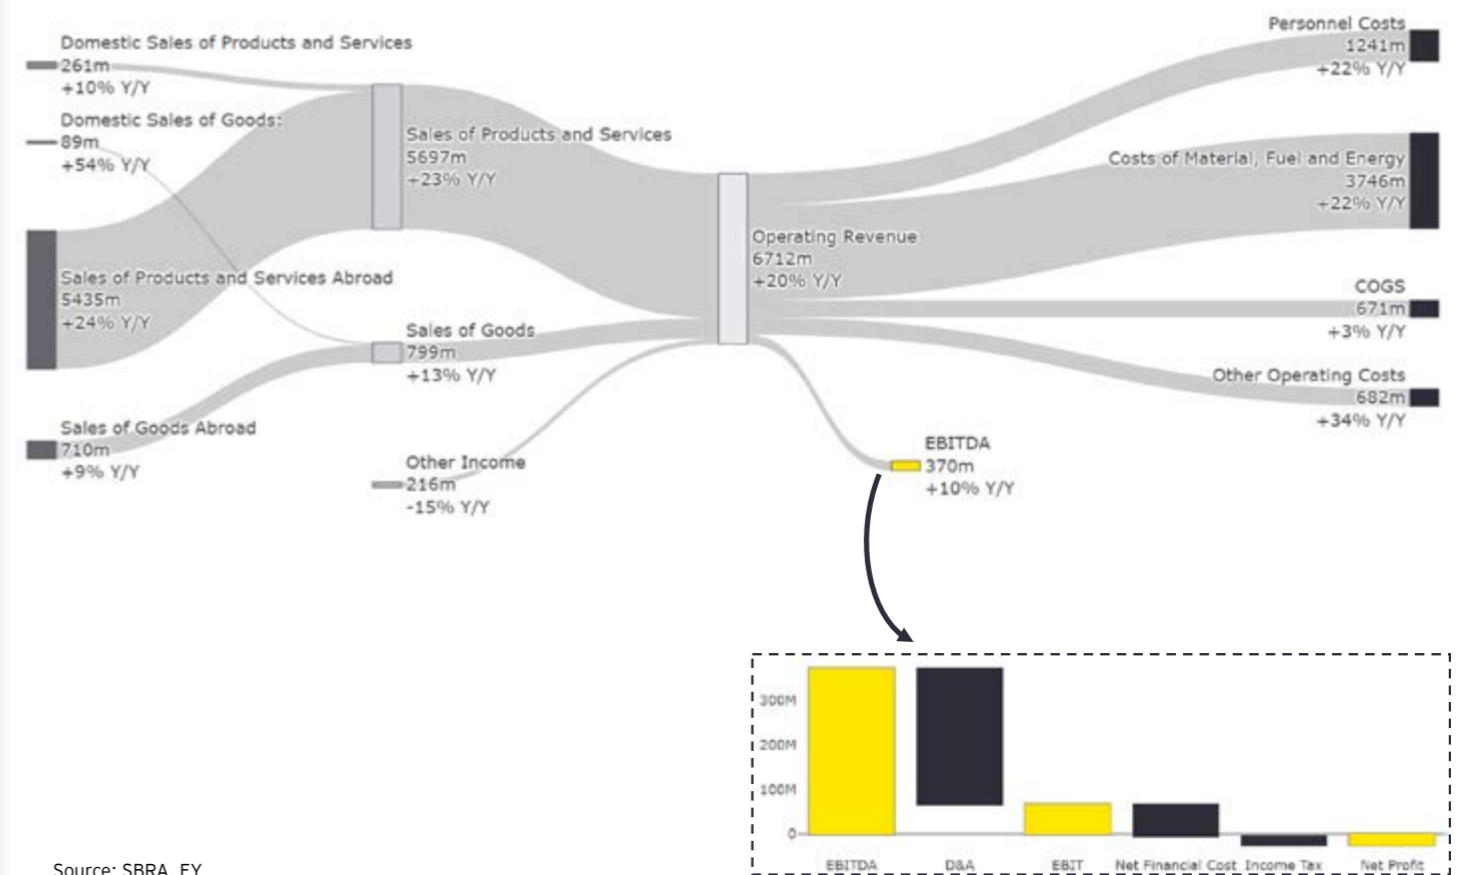 Domestic Sales of Products and Services
261m
+10% Y/Y
Domestic Sales of Goods:
89m
+54% Y/Y
Sales of Products and Services Abroad
5435m
+24% Y/Y
Sales of Goods Abroad
710m
+9% Y/Y
Sales of Products and Services
5697m
+23% Y/Y
Sales of Goods
799m
+13% Y/Y
Other Income
216m
-15% Y/Y
Operating Revenue
6712m
+20% Y/Y
Personnel Costs
1241m
+22% Y/Y
Costs of Material, Fuel and Energy
3746m
+22% Y/Y
COGS
671m
+3% Y/Y
Other Operating Costs
682m
+34% Y/Y
EBITDA
370m
+10% Y/Y
300M
200M
100M
0
EBITDA D&A EBIT Net Financial Cost Income Tax Net Profit
Source: SBRA, EY